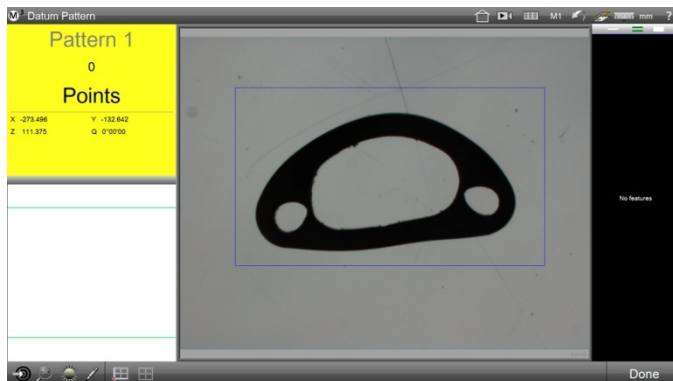 M³ Datum Pattern
M1
mm
?
Pattern 1
0
Points
X -273.496 Y -132.642
Z 111.375 Q 0°00'00
No features
Done